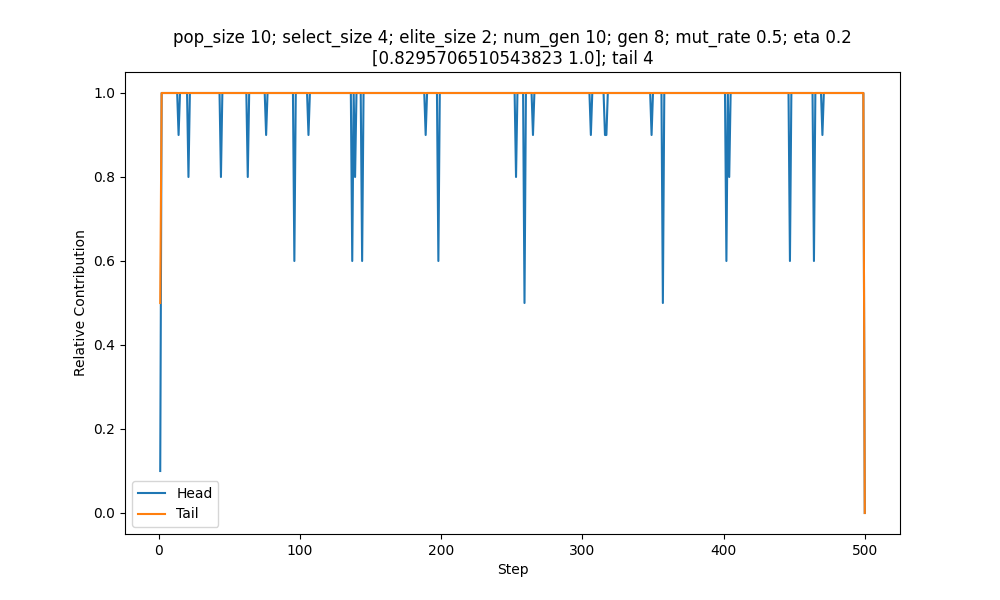 pop_size 10; select_size 4; elite_size 2; num_gen 10; gen 8; mut_rate 0.5; eta 0.2
[0.8295706510543823 1.0]; tail 4
Relative Contribution
1.0
0.8
0.6
0.4
0.2
0.0
Head
Tail
0
100
200
300
400
500
Step